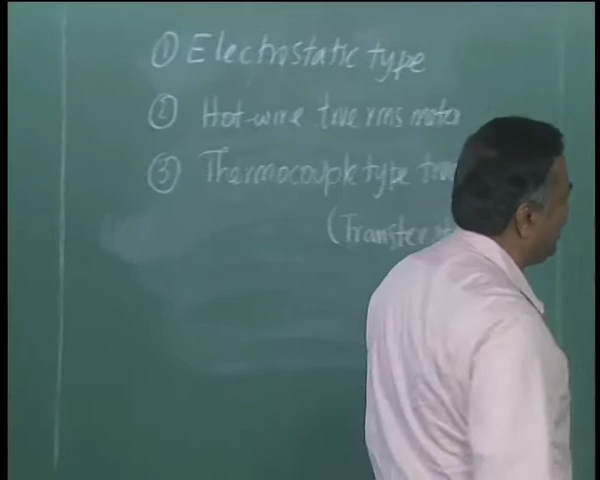 ① Electrostatic type
② Hot-wire true rms meter
③ Thermocouple type
(Transfer